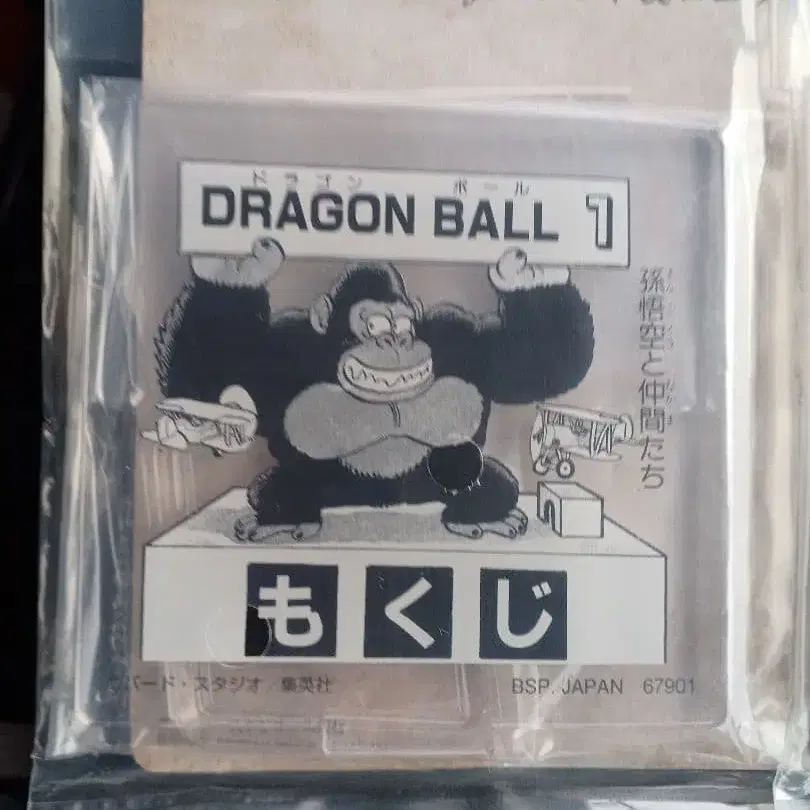 ドラゴン ボール
DRAGON BALL 1
孫悟空と仲間たち
もくじ
バード・スタジオ 集英社
BSP. JAPAN 67901